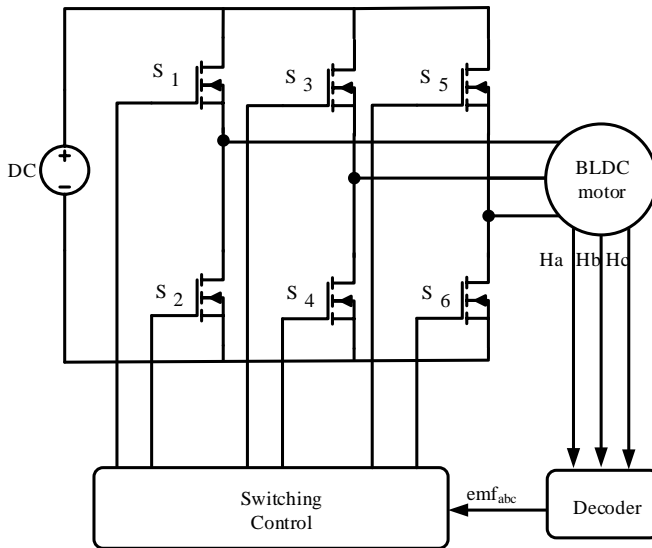 S 1
S 3
S 5
DC
BLDC
motor
Ha
Hb
Hc
S 2
S 4
S 6
Switching
Control
emfabc
Decoder